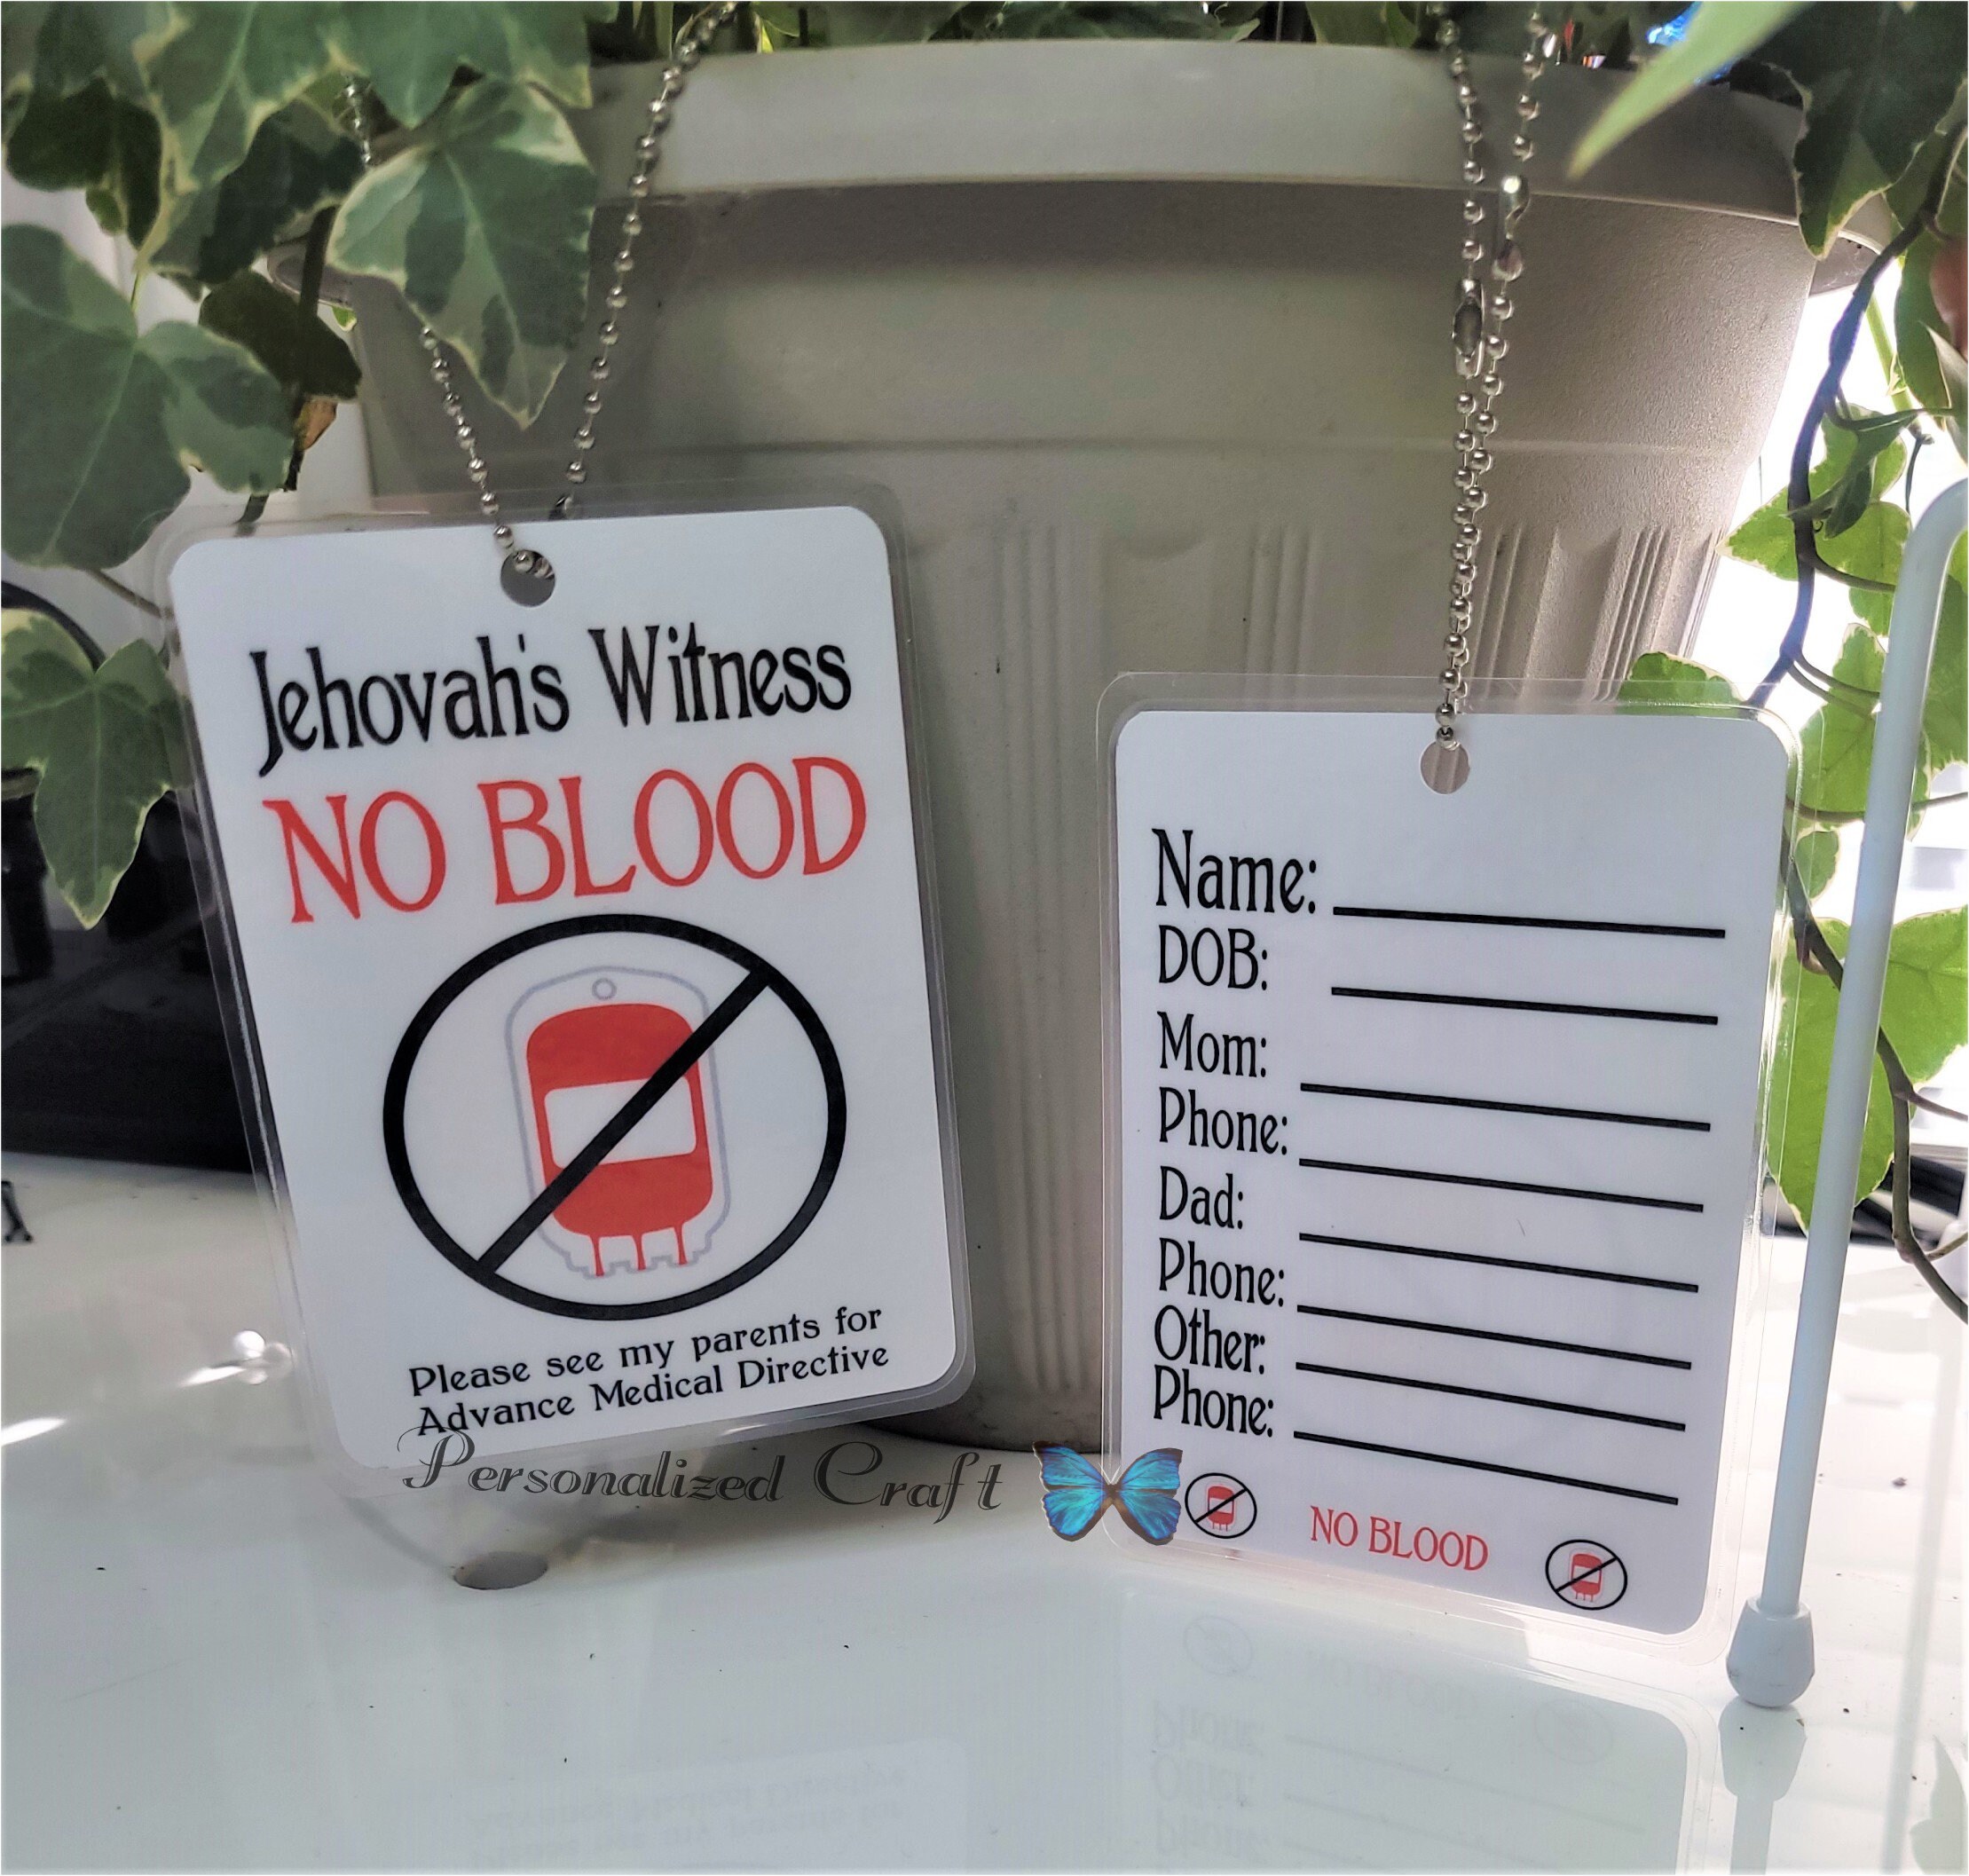 Jehovah's Witness
NO BLOOD
Please see my parents for
Advance Medical Directive
Personalized Craft
Name:
DOB:
Mom:
Phone:
Dad:
Phone:
Other:
Phone:
NO BLOOD